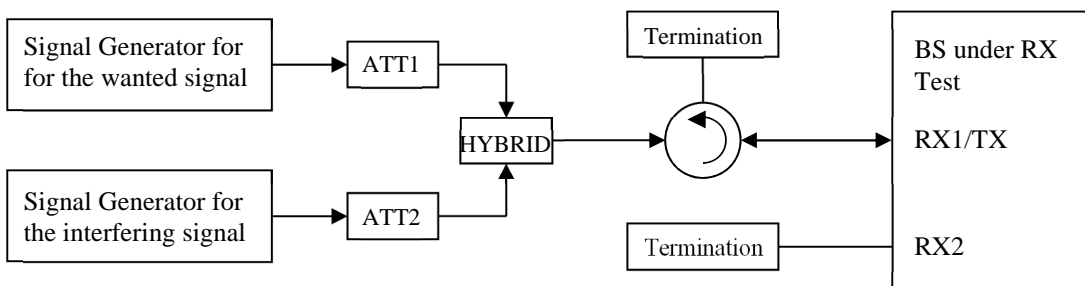 Signal Generator for
for the wanted signal
ATT1
HYBRID
Termination
BS under RX
Test
RX1/TX
Signal Generator for
the interfering signal
ATT2
Termination
RX2